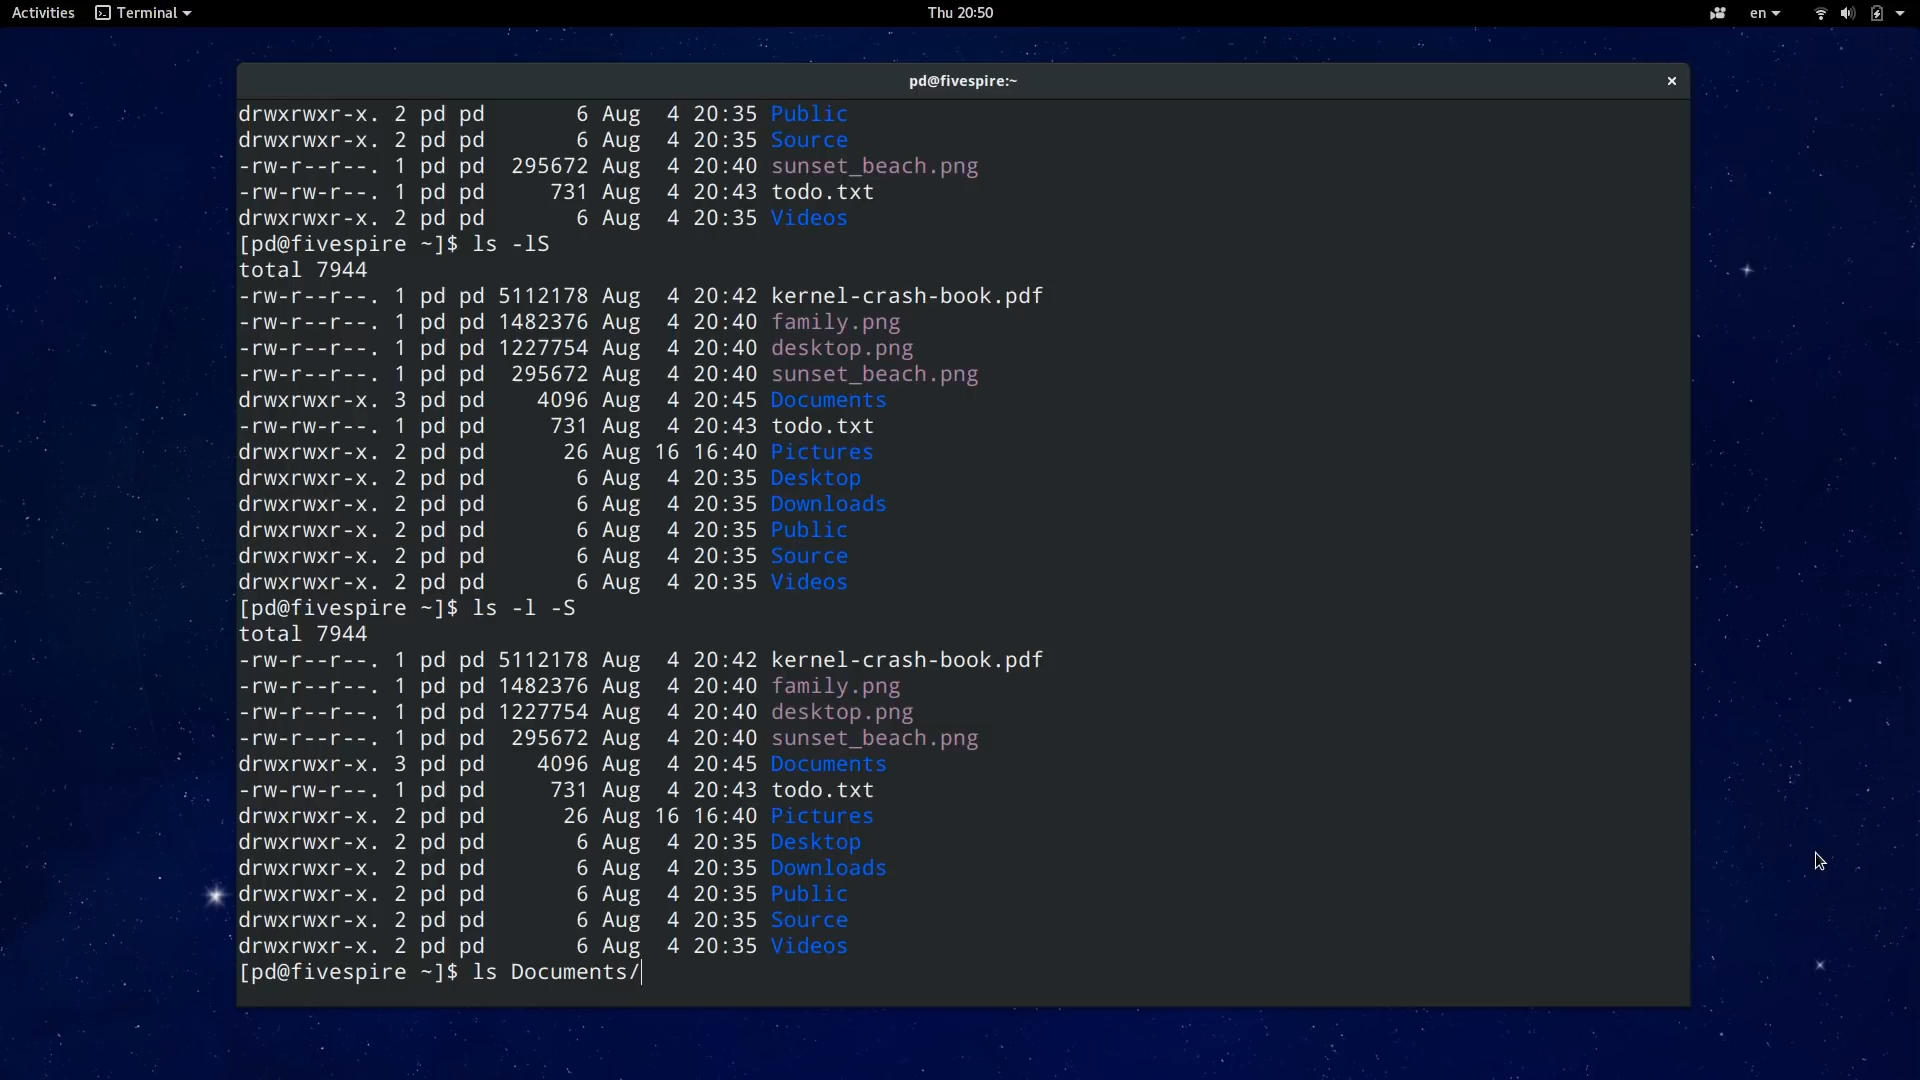 Activities Terminal Thu 20:50 en
pd@fivespire:~
drwxrwxr-x. 2 pd pd       6 Aug  4 20:35 Public
drwxrwxr-x. 2 pd pd       6 Aug  4 20:35 Source
-rw-r--r--. 1 pd pd  295672 Aug  4 20:40 sunset_beach.png
-rw-rw-r--. 1 pd pd     731 Aug  4 20:43 todo.txt
drwxrwxr-x. 2 pd pd       6 Aug  4 20:35 Videos
[pd@fivespire ~]$ ls -lS
total 7944
-rw-r--r--. 1 pd pd 5112178 Aug  4 20:42 kernel-crash-book.pdf
-rw-r--r--. 1 pd pd 1482376 Aug  4 20:40 family.png
-rw-r--r--. 1 pd pd 1227754 Aug  4 20:40 desktop.png
-rw-r--r--. 1 pd pd  295672 Aug  4 20:40 sunset_beach.png
drwxrwxr-x. 3 pd pd    4096 Aug  4 20:45 Documents
-rw-rw-r--. 1 pd pd     731 Aug  4 20:43 todo.txt
drwxrwxr-x. 2 pd pd      26 Aug 16 16:40 Pictures
drwxrwxr-x. 2 pd pd       6 Aug  4 20:35 Desktop
drwxrwxr-x. 2 pd pd       6 Aug  4 20:35 Downloads
drwxrwxr-x. 2 pd pd       6 Aug  4 20:35 Public
drwxrwxr-x. 2 pd pd       6 Aug  4 20:35 Source
drwxrwxr-x. 2 pd pd       6 Aug  4 20:35 Videos
[pd@fivespire ~]$ ls -l -S
total 7944
-rw-r--r--. 1 pd pd 5112178 Aug  4 20:42 kernel-crash-book.pdf
-rw-r--r--. 1 pd pd 1482376 Aug  4 20:40 family.png
-rw-r--r--. 1 pd pd 1227754 Aug  4 20:40 desktop.png
-rw-r--r--. 1 pd pd  295672 Aug  4 20:40 sunset_beach.png
drwxrwxr-x. 3 pd pd    4096 Aug  4 20:45 Documents
-rw-rw-r--. 1 pd pd     731 Aug  4 20:43 todo.txt
drwxrwxr-x. 2 pd pd      26 Aug 16 16:40 Pictures
drwxrwxr-x. 2 pd pd       6 Aug  4 20:35 Desktop
drwxrwxr-x. 2 pd pd       6 Aug  4 20:35 Downloads
drwxrwxr-x. 2 pd pd       6 Aug  4 20:35 Public
drwxrwxr-x. 2 pd pd       6 Aug  4 20:35 Source
drwxrwxr-x. 2 pd pd       6 Aug  4 20:35 Videos
[pd@fivespire ~]$ ls Documents/